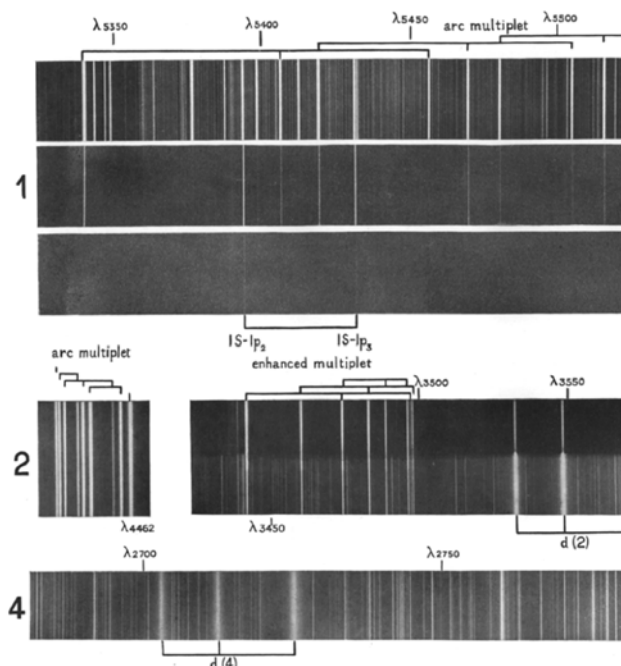 λ5350 λ5400 λ5450 λ5500
arc multiplet
1
1S-1p₂ 1S-1p₃
arc multiplet
enhanced multiplet
λ3500 λ3550
2
λ4462 λ3450
d(2)
λ2700 λ2750
4
d(4)